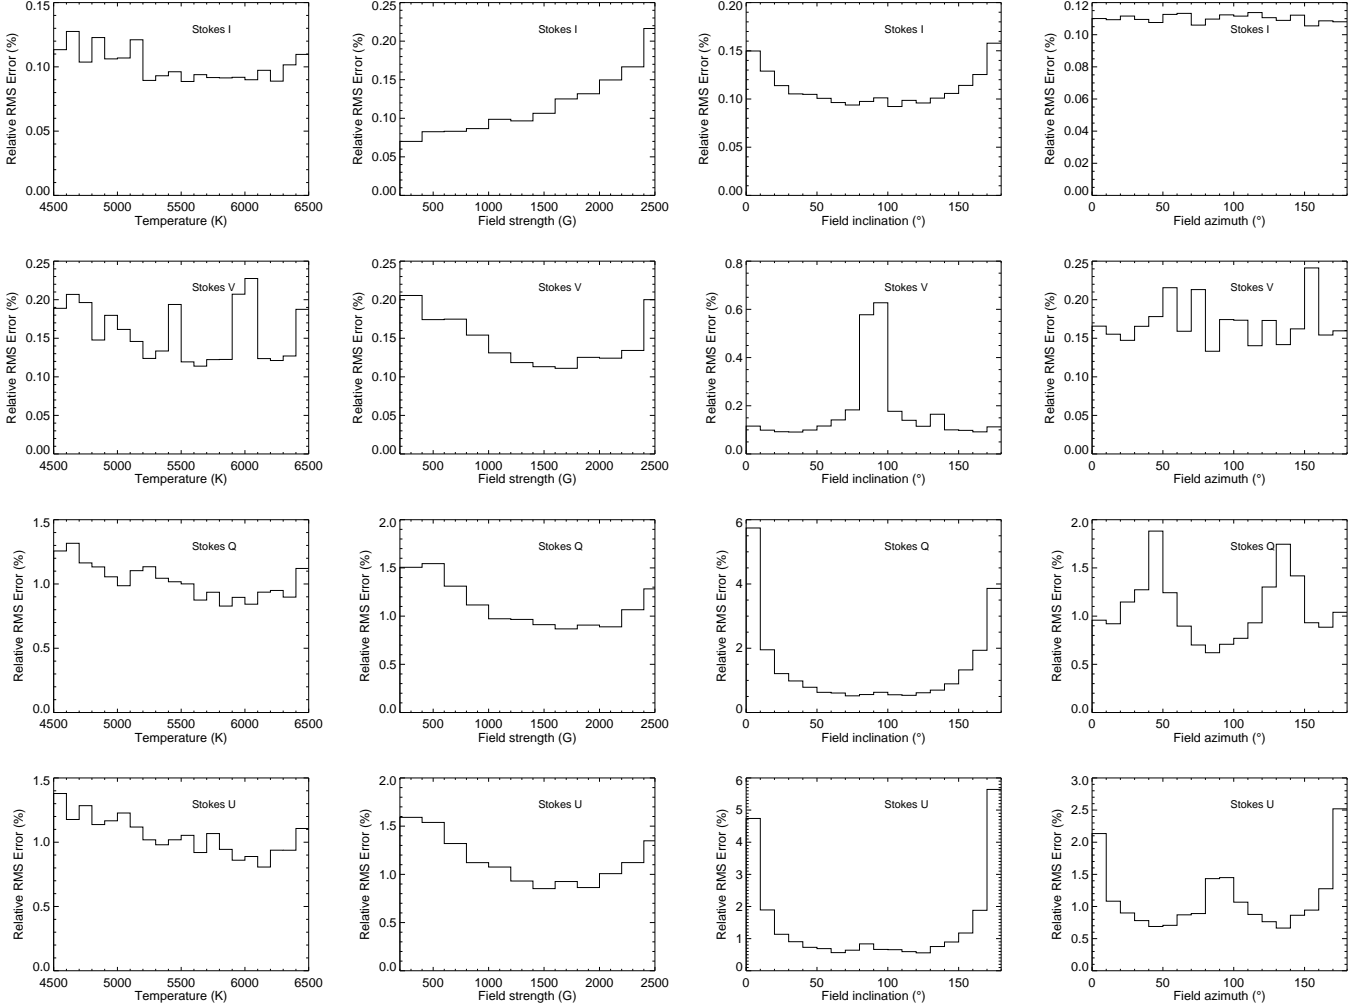 Relative RMS Error (%)
0.15
0.10
0.05
0.00
Stokes I
4500 5000 5500 6000 6500
Temperature (K)
Relative RMS Error (%)
0.25
0.20
0.15
0.10
0.05
0.00
Stokes I
500 1000 1500 2000 2500
Field strength (G)
Relative RMS Error (%)
0.20
0.15
0.10
0.05
0.00
Stokes I
0 50 100 150
Field inclination (°)
Relative RMS Error (%)
0.12
0.10
0.08
0.06
0.04
0.02
0.00
Stokes I
0 50 100 150
Field azimuth (°)
Relative RMS Error (%)
0.25
0.20
0.15
0.10
0.05
0.00
Stokes V
4500 5000 5500 6000 6500
Temperature (K)
Relative RMS Error (%)
0.25
0.20
0.15
0.10
0.05
0.00
Stokes V
500 1000 1500 2000 2500
Field strength (G)
Relative RMS Error (%)
0.8
0.6
0.4
0.2
0.0
Stokes V
0 50 100 150
Field inclination (°)
Relative RMS Error (%)
0.25
0.20
0.15
0.10
0.05
0.00
Stokes V
0 50 100 150
Field azimuth (°)
Relative RMS Error (%)
1.5
1.0
0.5
0.0
Stokes Q
4500 5000 5500 6000 6500
Temperature (K)
Relative RMS Error (%)
2.0
1.5
1.0
0.5
0.0
Stokes Q
500 1000 1500 2000 2500
Field strength (G)
Relative RMS Error (%)
6
4
2
0
Stokes Q
0 50 100 150
Field inclination (°)
Relative RMS Error (%)
2.0
1.5
1.0
0.5
0.0
Stokes Q
0 50 100 150
Field azimuth (°)
Relative RMS Error (%)
1.5
1.0
0.5
0.0
Stokes U
4500 5000 5500 6000 6500
Temperature (K)
Relative RMS Error (%)
2.0
1.5
1.0
0.5
0.0
Stokes U
500 1000 1500 2000 2500
Field strength (G)
Relative RMS Error (%)
6
5
4
3
2
1
0
Stokes U
0 50 100 150
Field inclination (°)
Relative RMS Error (%)
3.0
2.5
2.0
1.5
1.0
0.5
0.0
Stokes U
0 50 100 150
Field azimuth (°)